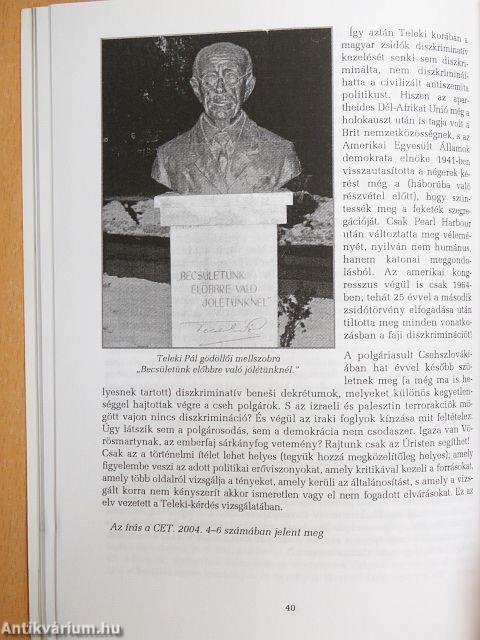 Így aztán Teleki korában a
magyar zsidók diszkriminatív
kezelését senki sem diszkri-
minálta, nem diszkriminál-
hatta a civilizált antiszemita
politikust. Hiszen az apar-
theides Dél-Afrikai Unió még a
holokauszt után is tagja volt a
Brit nemzetközösségnek, s az
Amerikai Egyesült Államok
demokrata elnöke 1941-ben
visszautasította a négerek ké-
rést még a (háborúba való
részvétel előtt), hogy szün-
tessék meg a feketék szegre-
gációját. Csak Pearl Harbour
után változtatta meg vélemé-
nyét, nyilván nem humánus,
hanem katonai meggondo-
lásból. Az amerikai kong-
resszus végül is csak 1964-
ben, tehát 25 évvel a második
zsidótörvény elfogadása után
tiltotta meg minden vonatko-
zásban a faji diszkriminációt!
BECSÜLETÜNK
ELŐBBRE VALÓ
JÓLÉTÜNKNÉL"
Teleki P
Teleki Pál gödöllői mellszobra
„Becsületünk előbbre való jólétünknél."
A polgáriasult Csehszlováki-
ában hat évvel később szü-
letnek meg (a még ma is he-
lyesnek tartott) diszkriminatív beneši dekrétumok, melyeket különös kegyetlen-
séggel hajtottak végre a cseh polgárok. S az izraeli és palesztin terrorakciók mö-
gött vajon nincs diszkrimináció? És végül az iraki foglyok kínzása mit feltételez.
Úgy látszik sem a polgárosodás, sem a demokrácia nem csodaszer. Igaza van Vö-
rösmartynak, az emberfaj sárkányfog vetemény? Rajtunk csak az Úristen segíthet!
Csak az a történelmi ítélet lehet helyes (tegyük hozzá megközelítőleg helyes); amely
figyelembe veszi az adott politikai erőviszonyokat, amely kritikával kezeli a forrásokat,
amely több oldalról vizsgálja a tényeket, amely kerüli az általánosítást, s amely a vizs-
gált korra nem kényszerít akkor ismeretlen vagy el nem fogadott elvárásokat. Ez az
elv vezetett a Teleki-kérdés vizsgálatában.
Az írás a CET. 2004. 4–6 számában jelent meg
40
Antikvárium.hu